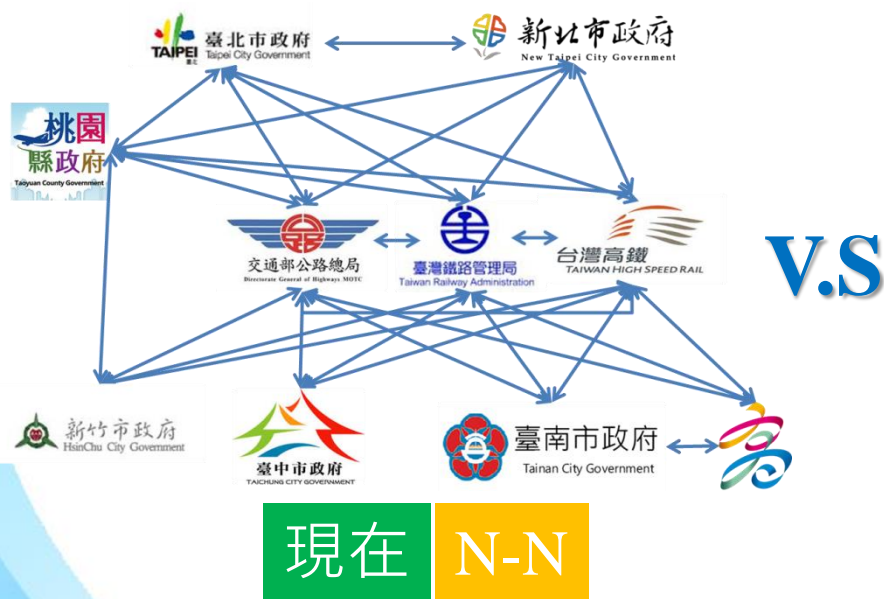 TAIPEI
臺北
臺北市政府
Taipei City Government
新北市政府
New Taipei City Government
桃園
縣政府
Taoyuan County Government
交通部公路總局
Directorate General of Highways MOTC
臺灣鐵路管理局
Taiwan Railway Administration
台灣高鐵
TAIWAN HIGH SPEED RAIL
V.S
新竹市政府
HsinChu City Government
臺中市政府
TAICHUNG CITY GOVERNMENT
臺南市政府
Tainan City Government
現在 N-N